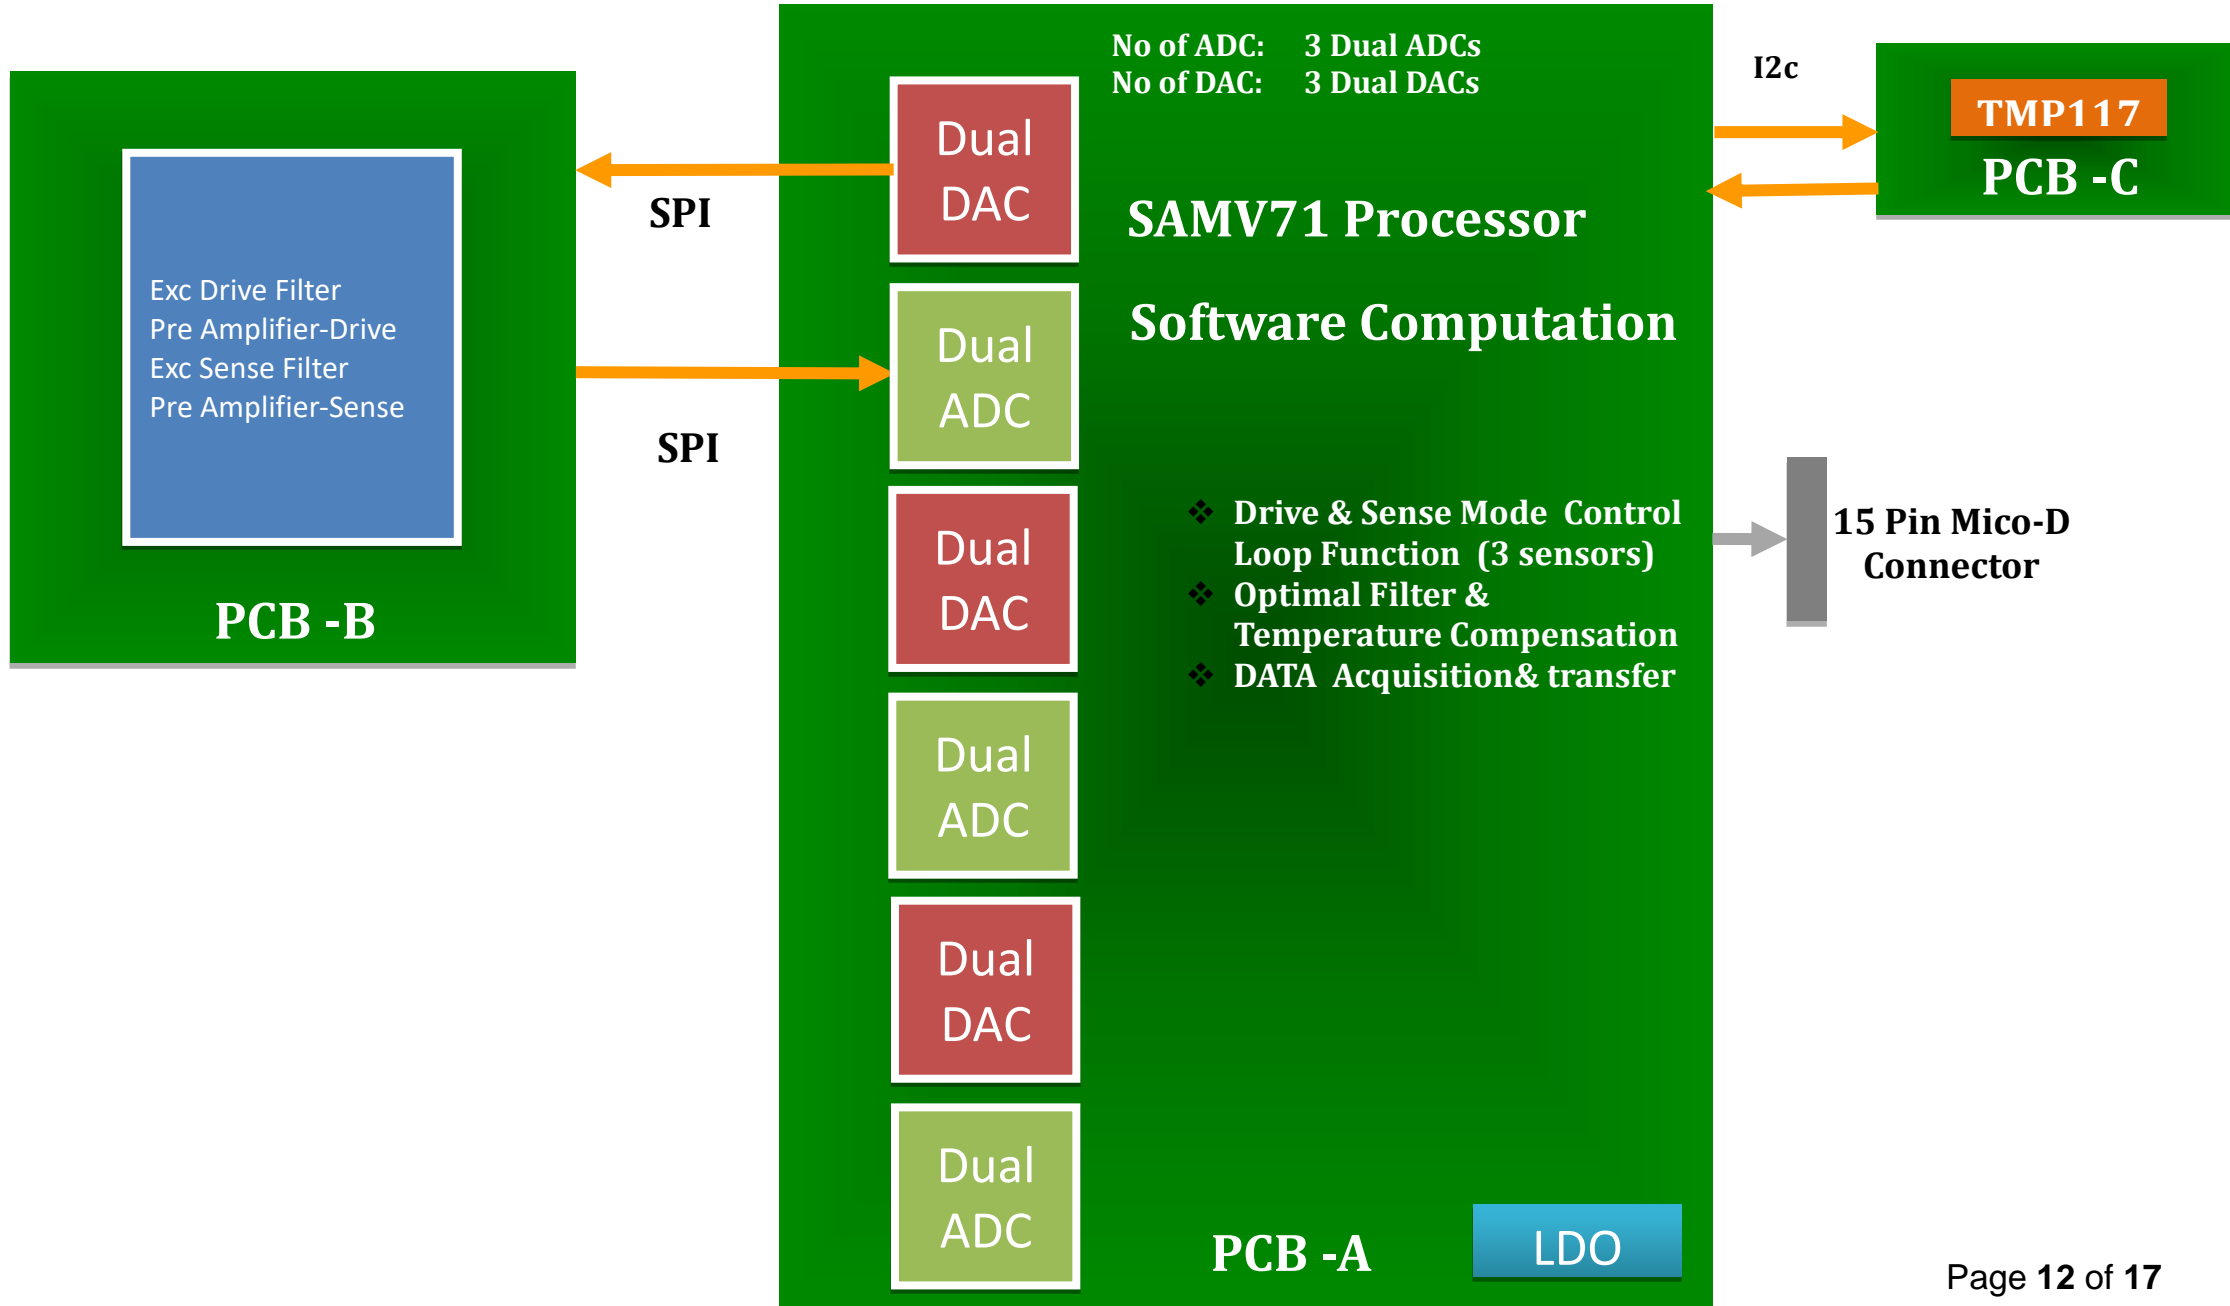 No of ADC: 3 Dual ADCs
No of DAC: 3 Dual DACs
I2c
TMP117
PCB -C
Dual
DAC
SPI
SAMV71 Processor
Exc Drive Filter
Pre Amplifier-Drive
Exc Sense Filter
Pre Amplifier-Sense
Dual
ADC
Software Computation
SPI
PCB -B
Dual
DAC
❖ Drive & Sense Mode Control
Loop Function (3 sensors)
❖ Optimal Filter &
Temperature Compensation
❖ DATA Acquisition& transfer
15 Pin Mico-D
Connector
Dual
ADC
Dual
DAC
Dual
ADC
PCB -A
LDO
Page 12 of 17